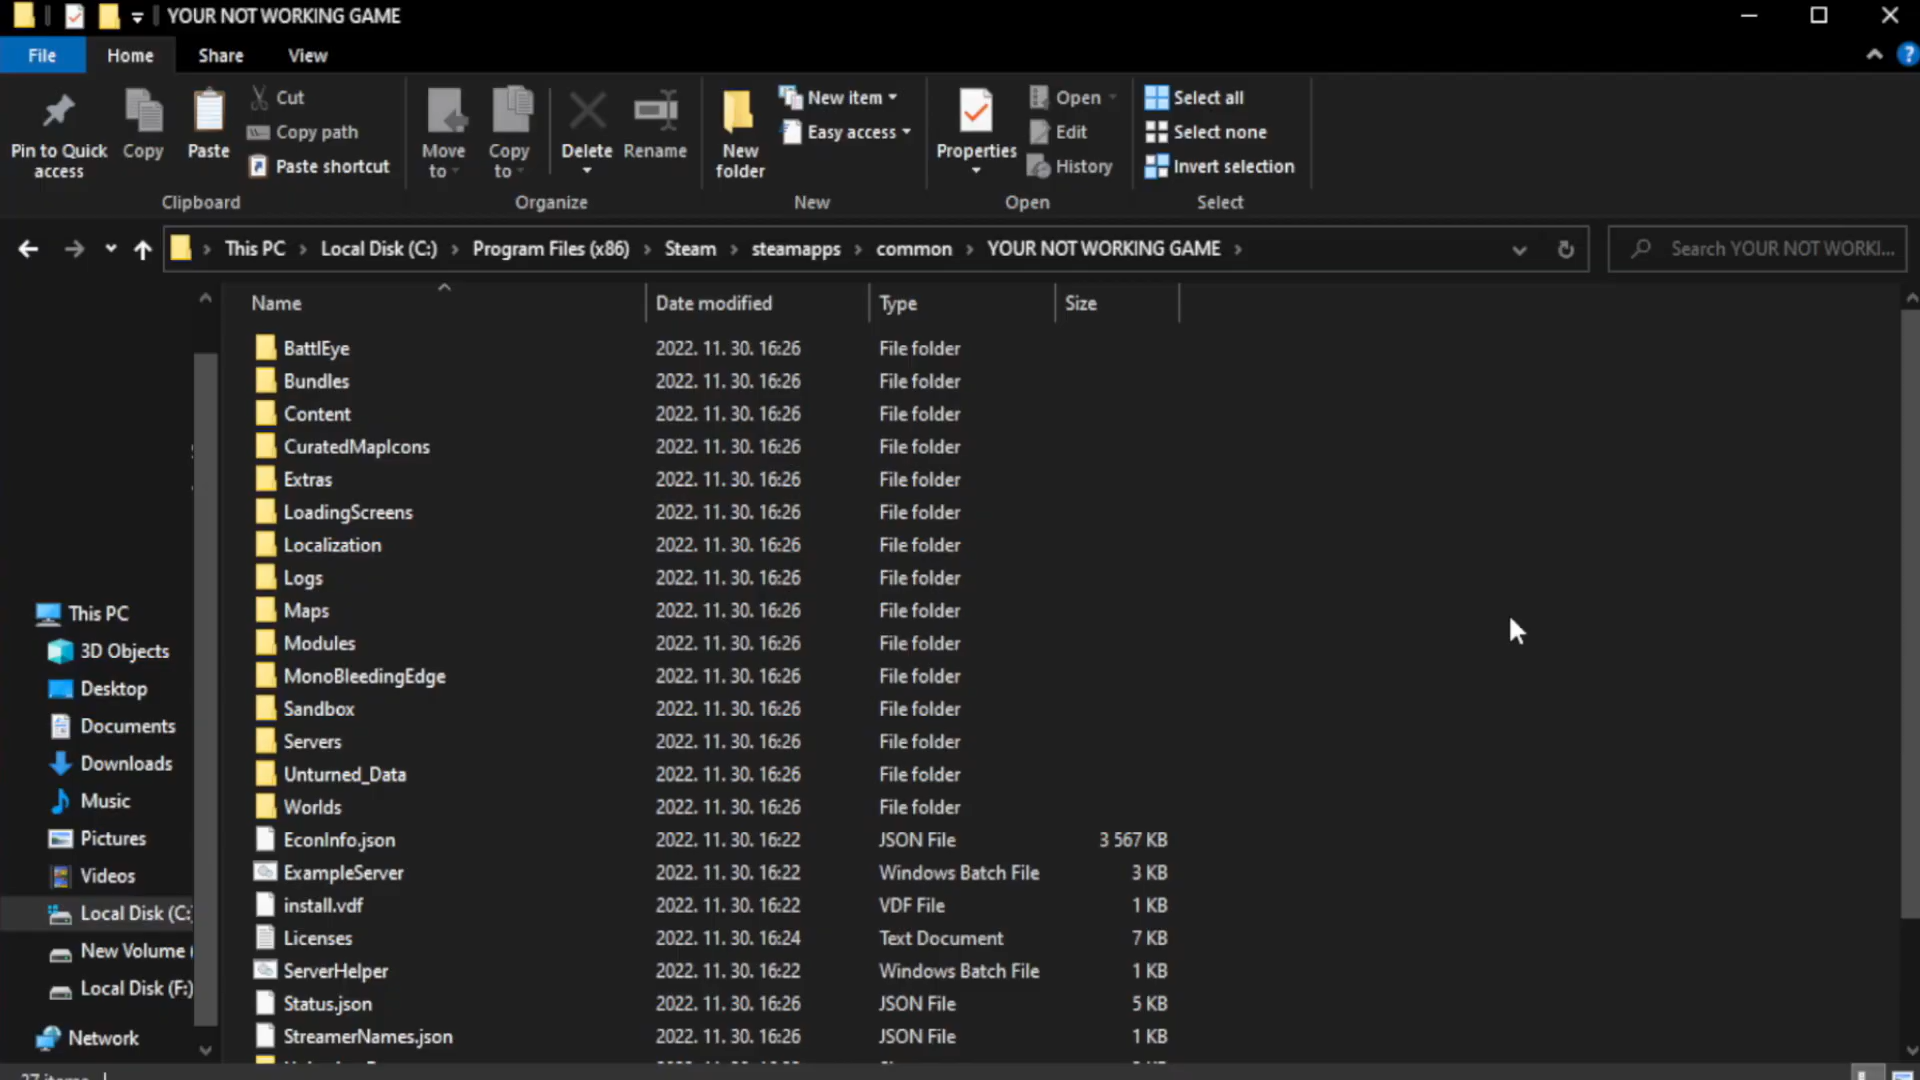 YOUR NOT WORKING GAME
File Home Share View
Pin to Quick access
Copy
Paste
Cut
Copy path
Paste shortcut
Clipboard
Move to
Copy to
Delete
Rename
Organize
New folder
New item
Easy access
New
Properties
Open
Edit
History
Open
Select all
Select none
Invert selection
Select
This PC > Local Disk (C:) > Program Files (x86) > Steam > steamapps > common > YOUR NOT WORKING GAME >
Search YOUR NOT WORKI...
This PC
3D Objects
Desktop
Documents
Downloads
Music
Pictures
Videos
Local Disk (C:
New Volume (
Local Disk (F:)
Network
Name Date modified Type Size
BattlEye 2022. 11. 30. 16:26 File folder
Bundles 2022. 11. 30. 16:26 File folder
Content 2022. 11. 30. 16:26 File folder
CuratedMapIcons 2022. 11. 30. 16:26 File folder
Extras 2022. 11. 30. 16:26 File folder
LoadingScreens 2022. 11. 30. 16:26 File folder
Localization 2022. 11. 30. 16:26 File folder
Logs 2022. 11. 30. 16:26 File folder
Maps 2022. 11. 30. 16:26 File folder
Modules 2022. 11. 30. 16:26 File folder
MonoBleedingEdge 2022. 11. 30. 16:26 File folder
Sandbox 2022. 11. 30. 16:26 File folder
Servers 2022. 11. 30. 16:26 File folder
Unturned_Data 2022. 11. 30. 16:26 File folder
Worlds 2022. 11. 30. 16:26 File folder
EconInfo.json 2022. 11. 30. 16:22 JSON File 3 567 KB
ExampleServer 2022. 11. 30. 16:22 Windows Batch File 3 KB
install.vdf 2022. 11. 30. 16:22 VDF File 1 KB
Licenses 2022. 11. 30. 16:24 Text Document 7 KB
ServerHelper 2022. 11. 30. 16:22 Windows Batch File 1 KB
Status.json 2022. 11. 30. 16:26 JSON File 5 KB
StreamerNames.json 2022. 11. 30. 16:26 JSON File 1 KB